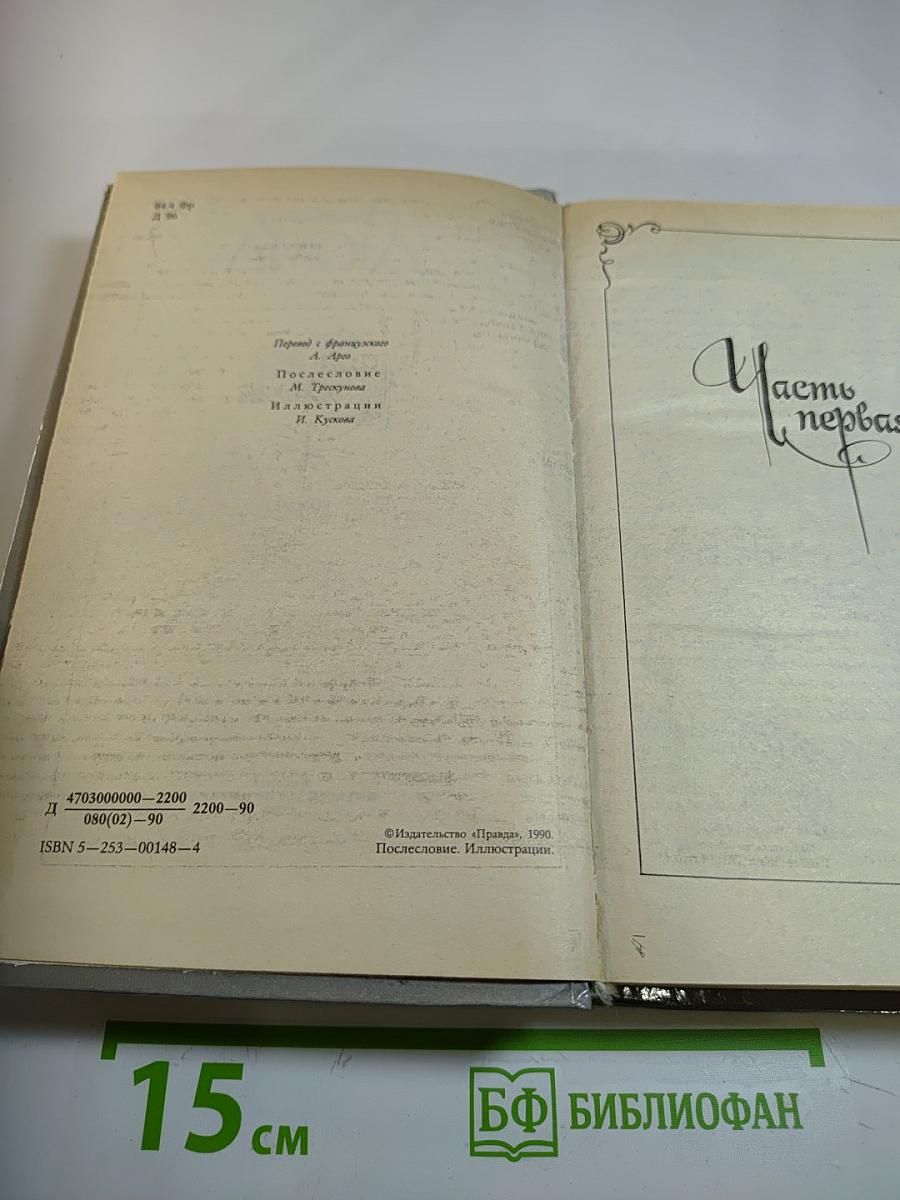 84.4 Фр
Д 96
Перевод с французского
А. Арго
Послесловие
М. Трескунова
Иллюстрации
И. Кускова
Д 4703000000—2200 2200—90
080(02)—90
ISBN 5—253—00148—4
©Издательство «Правда», 1990.
Послесловие. Иллюстрации.
Часть
первая
15 см
БФ БИБЛИОФАН